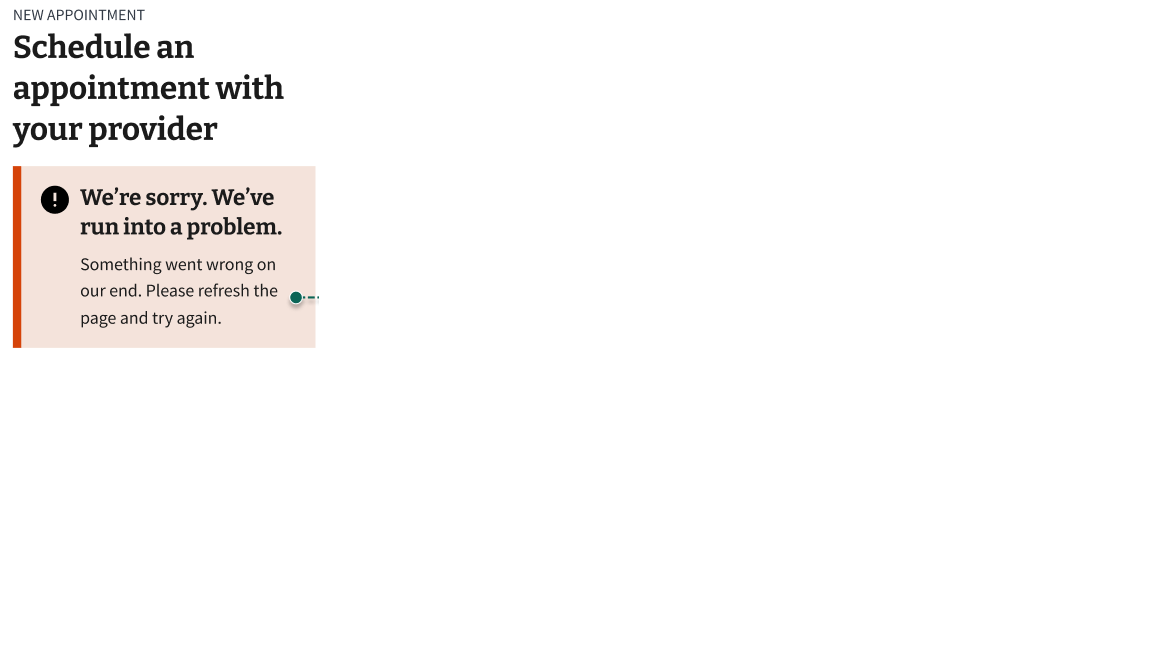 NEW APPOINTMENT
Schedule an
appointment with
your provider
We’re sorry. We’ve
run into a problem.
Something went wrong on
our end. Please refresh the
page and try again.